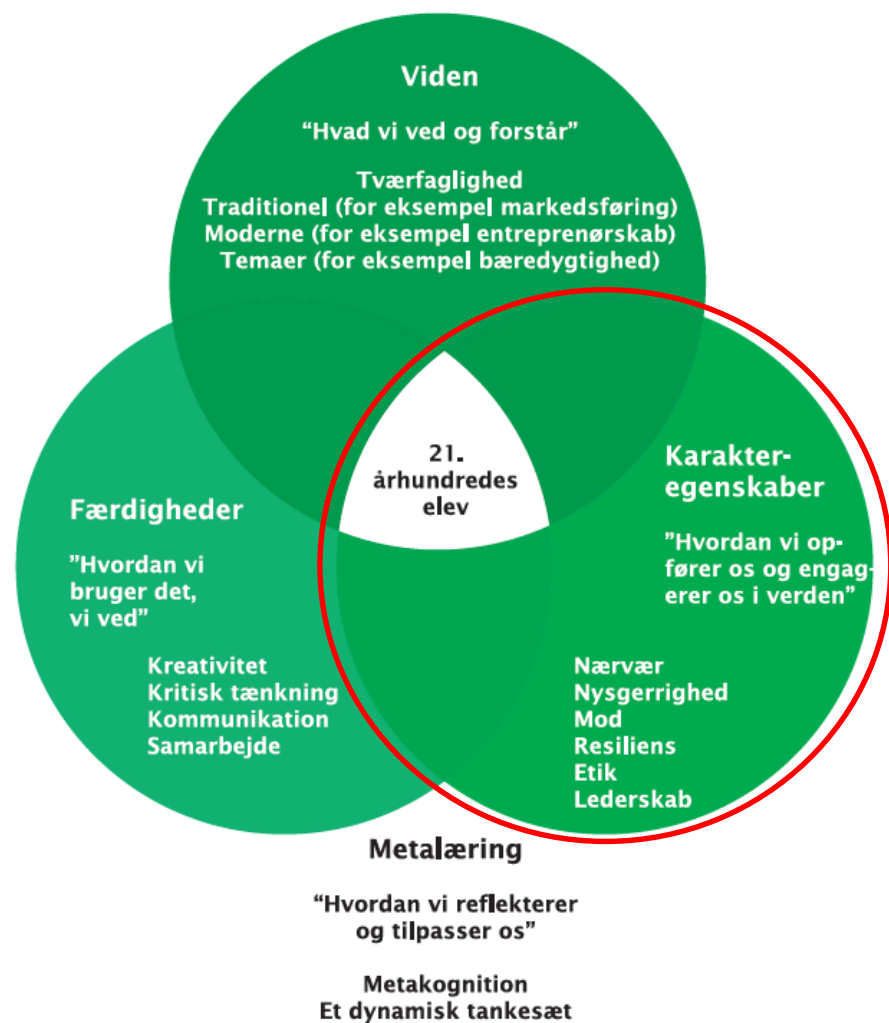 Viden
“Hvad vi ved og forstår”
Tværfaglighed
Traditionel (for eksempel markedsføring)
Moderne (for eksempel entreprenørskab)
Temaer (for eksempel bæredygtighed)
21.
århundredes
elev
Færdigheder
”Hvordan vi
bruger det,
vi ved”
Kreativitet
Kritisk tænkning
Kommunikation
Samarbejde
Karakter-
egenskaber
”Hvordan vi op-
fører os og engag-
erer os i verden”
Nærvær
Nysgerrighed
Mod
Resiliens
Etik
Lederskab
Metalæring
“Hvordan vi reflekterer
og tilpasser os”
Metakognition
Et dynamisk tankesæt